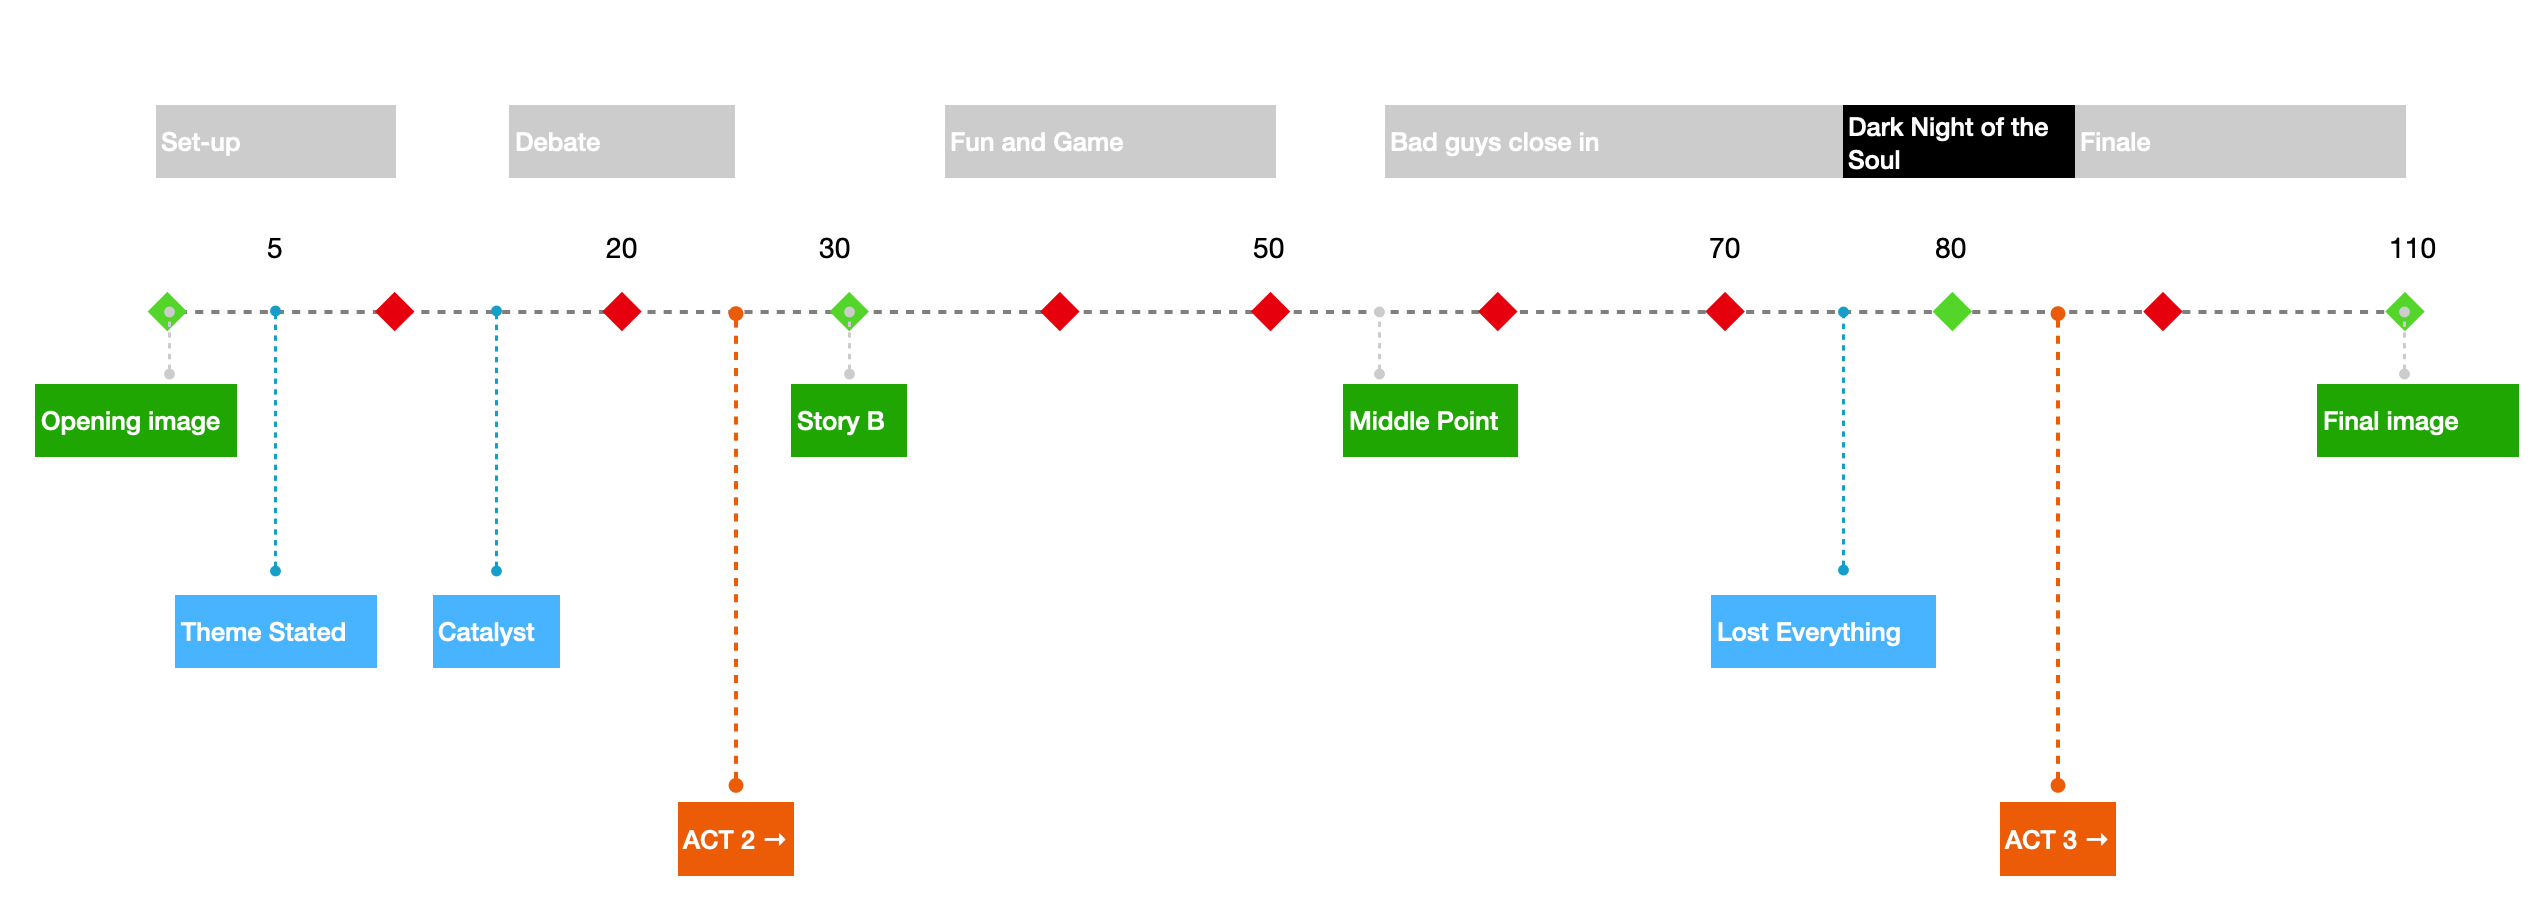 Set-up
Debate
Fun and Game
Bad guys close in
Dark Night of the
Soul
Finale
5
20
30
50
70
80
110
Opening image
Story B
Middle Point
Final image
Theme Stated
Catalyst
Lost Everything
ACT 2 →
ACT 3 →